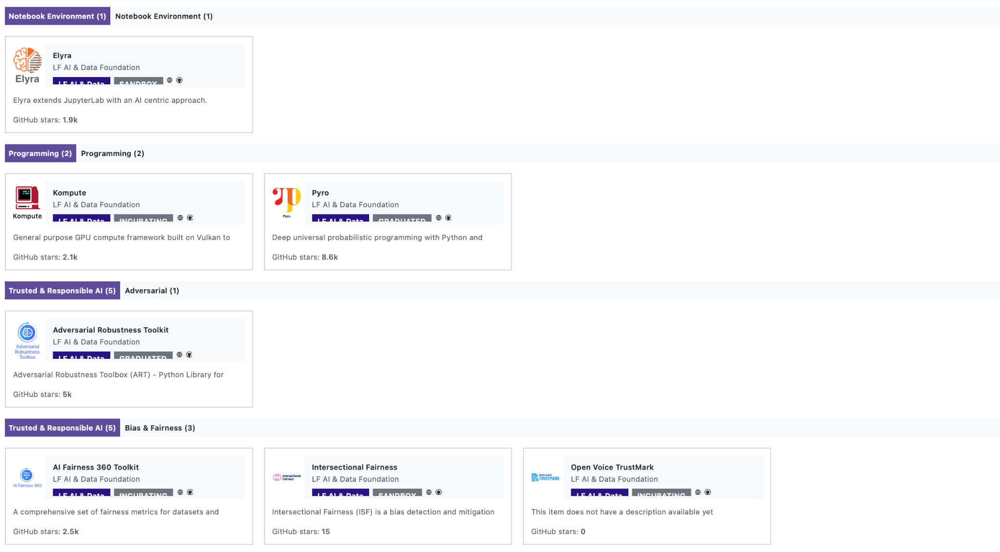 Notebook Environment (1) Notebook Environment (1)
Elyra
Elyra
LF AI & Data Foundation
LF AI & Data SANDBOX
Elyra extends JupyterLab with an AI centric approach.
GitHub stars: 1.9k
Programming (2) Programming (2)
Kompute
Kompute
LF AI & Data Foundation
LF AI & Data INCUBATING
General purpose GPU compute framework built on Vulkan to
GitHub stars: 2.1k
Pyro
Pyro
LF AI & Data Foundation
LF AI & Data GRADUATED
Deep universal probabilistic programming with Python and
GitHub stars: 8.6k
Trusted & Responsible AI (5) Adversarial (1)
Adversarial
Robustness
Toolbox
Adversarial Robustness Toolkit
LF AI & Data Foundation
LF AI & Data GRADUATED
Adversarial Robustness Toolbox (ART) - Python Library for
GitHub stars: 5k
Trusted & Responsible AI (5) Bias & Fairness (3)
AI Fairness 360
AI Fairness 360 Toolkit
LF AI & Data Foundation
LF AI & Data INCUBATING
A comprehensive set of fairness metrics for datasets and
GitHub stars: 2.5k
Intersectional
Fairness
Intersectional Fairness
LF AI & Data Foundation
LF AI & Data SANDBOX
Intersectional Fairness (ISF) is a bias detection and mitigation
GitHub stars: 15
OPEN VOICE
TRUSTMARK
Open Voice TrustMark
LF AI & Data Foundation
LF AI & Data INCUBATING
This item does not have a description available yet
GitHub stars: 0